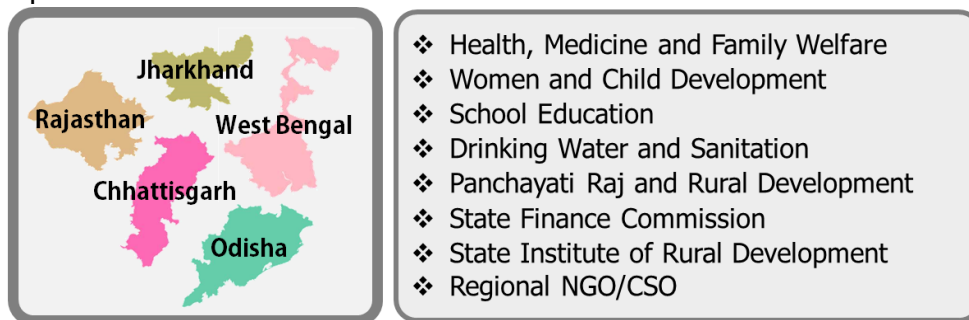 Jharkhand
Rajasthan
West Bengal
Chhattisgarh
Odisha
❖ Health, Medicine and Family Welfare
❖ Women and Child Development
❖ School Education
❖ Drinking Water and Sanitation
❖ Panchayati Raj and Rural Development
❖ State Finance Commission
❖ State Institute of Rural Development
❖ Regional NGO/CSO